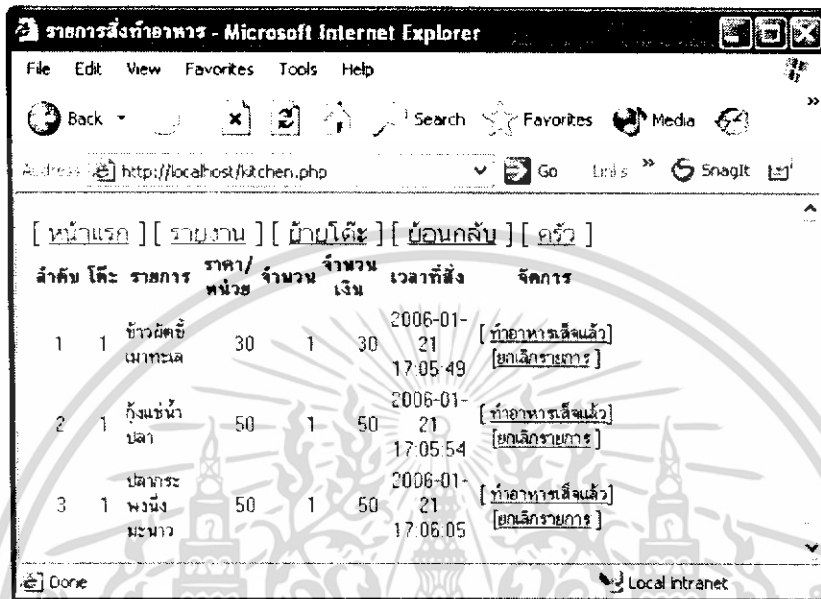 รายการสั่งทำอาหาร - Microsoft Internet Explorer
File Edit View Favorites Tools Help
Back Search Favorites Media »
Address http://localhost/kitchen.php Go Links » SnagIt
[ หน้าแรก ] [ รายงาน ] [ ย้ายโต๊ะ ] [ ย้อนกลับ ] [ ครัว ]
ลำดับ โต๊ะ รายการ ราคา/หน่วย จำนวน จำนวนเงิน เวลาที่สั่ง จัดการ
1 1 ข้าวผัดขี้เมาทะเล 30 1 30 2006-01-21 17:05:49 [ ทำอาหารเสร็จแล้ว] [ยกเลิกรายการ ]
2 1 กุ้งแช่น้ำปลา 50 1 50 2006-01-21 17:05:54 [ ทำอาหารเสร็จแล้ว] [ยกเลิกรายการ ]
3 1 ปลากระพงนึ่งมะนาว 50 1 50 2006-01-21 17:06:05 [ ทำอาหารเสร็จแล้ว] [ยกเลิกรายการ ]
Done Local intranet